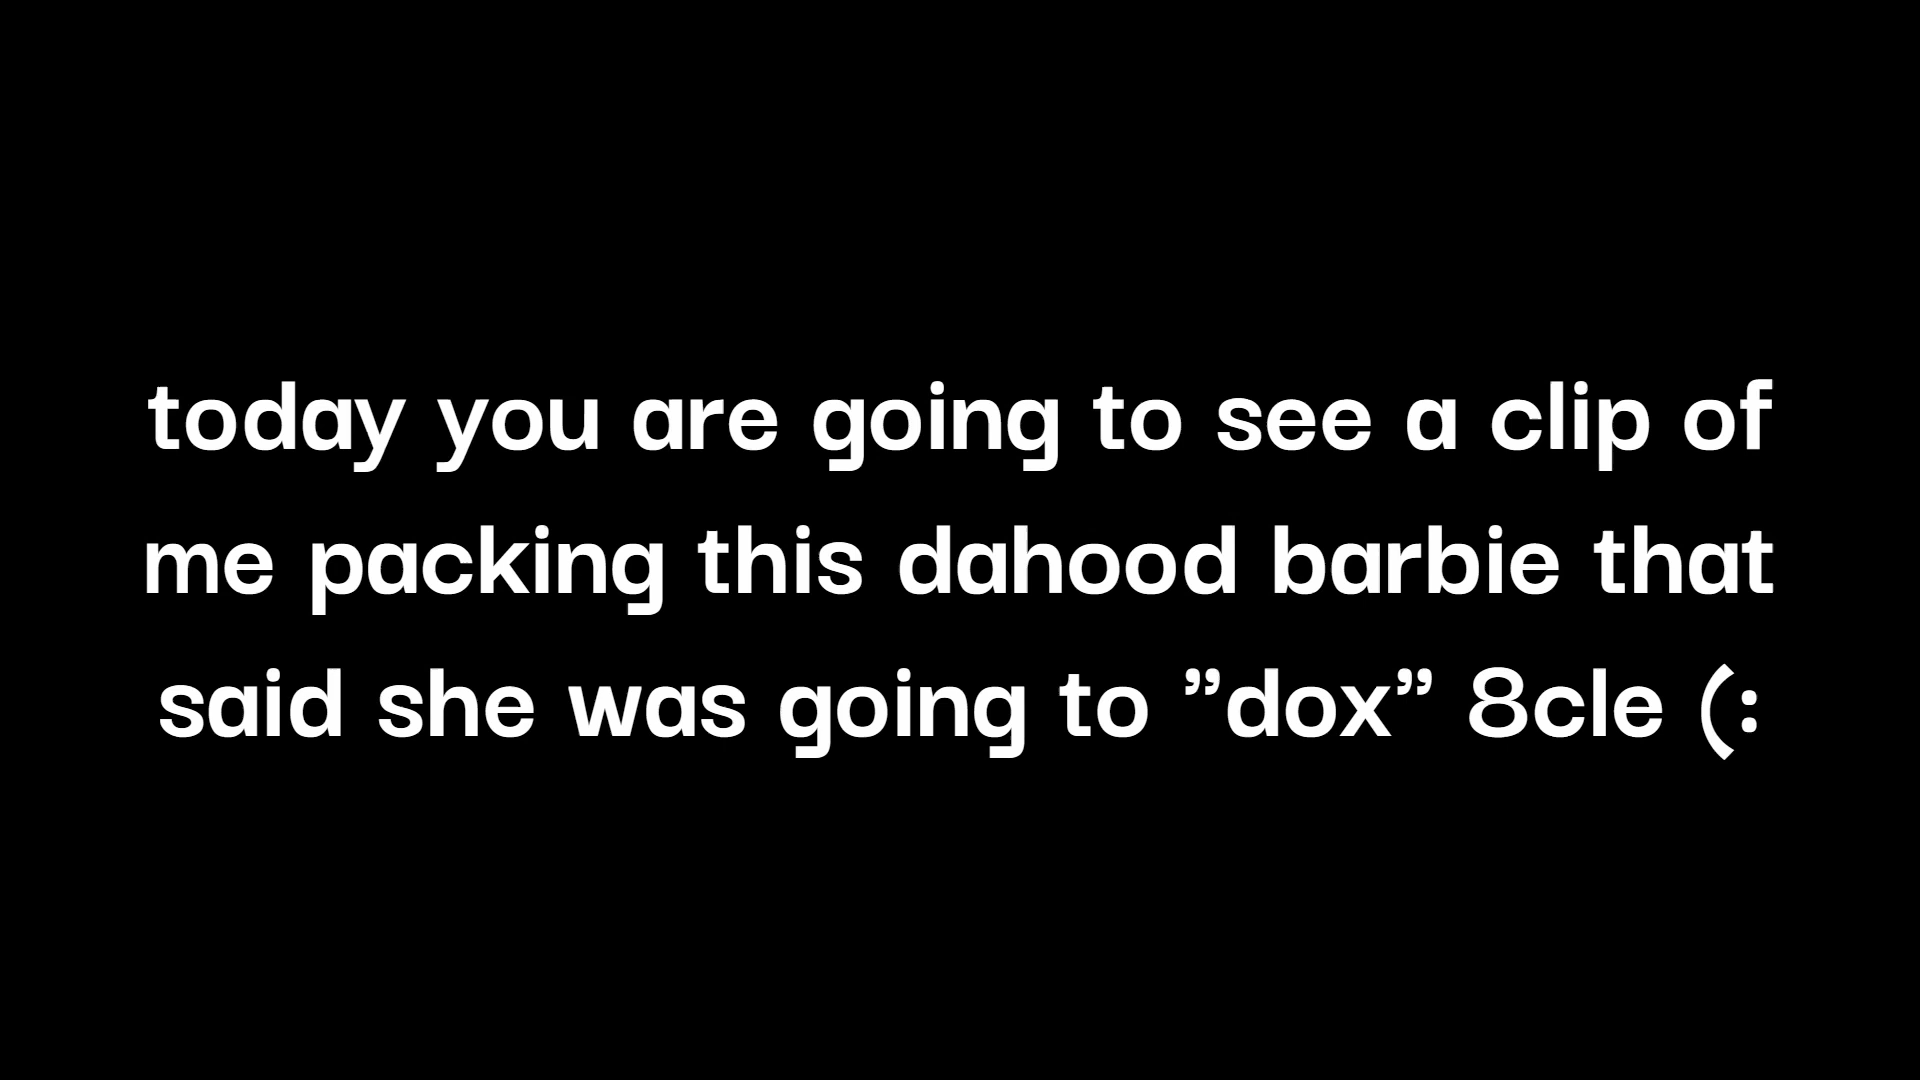 today you are going to see a clip of
me packing this dahood barbie that
said she was going to ”dox” 8cle (: